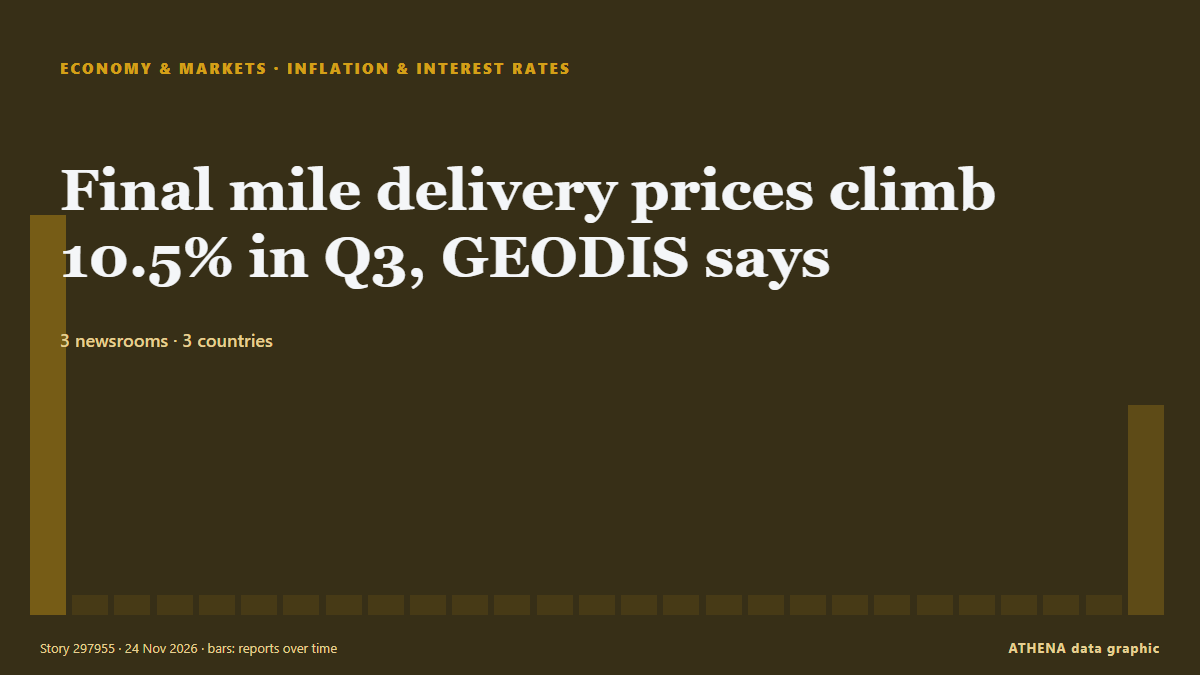 ECONOMY & MARKETS · INFLATION & INTEREST RATES
Final mile delivery prices climb
10.5% in Q3, GEODIS says
3 newsrooms · 3 countries
Story 297955 · 24 Nov 2026 · bars: reports over time
ATHENA data graphic